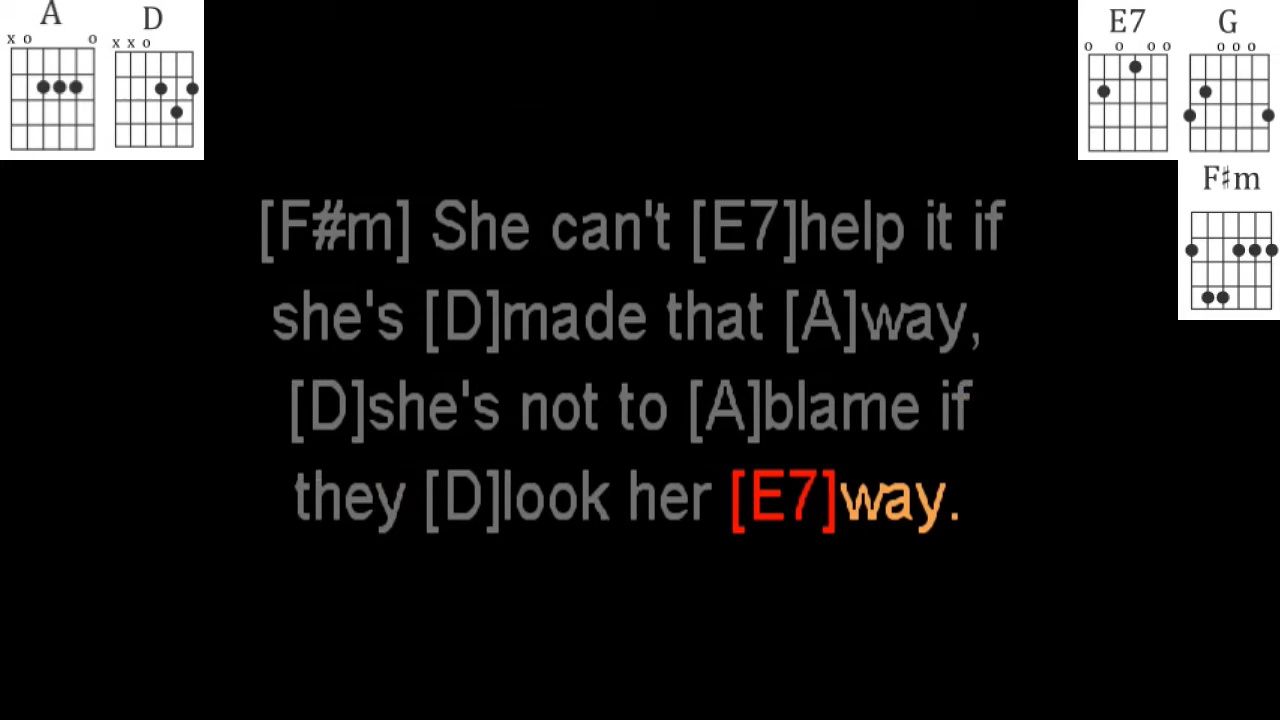 A
D
E7
G
x o o
x x o
o o o o
o o o
F♯m
[F#m] She can't [E7]help it if
she's [D]made that [A]way,
[D]she's not to [A]blame if
they [D]look her [E7]way.